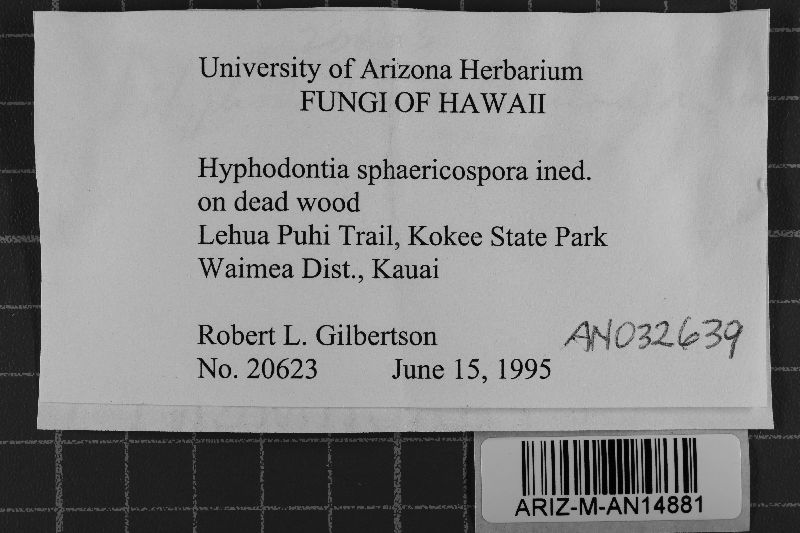 University of Arizona Herbarium
FUNGI OF HAWAII
Hyphodontia sphaericospora ined.
on dead wood
Lehua Puhi Trail, Kokee State Park
Waimea Dist., Kauai
Robert L. Gilbertson
AN032639
No. 20623 June 15, 1995
ARIZ-M-AN14881